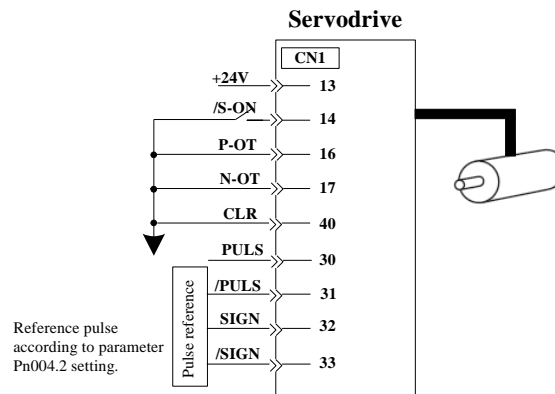 Servodrive
CN1
+24V 13
/S-ON 14
P-OT 16
N-OT 17
CLR 40
PULS 30
/PULS 31
SIGN 32
/SIGN 33
Pulse reference
Reference pulse
according to parameter
Pn004.2 setting.